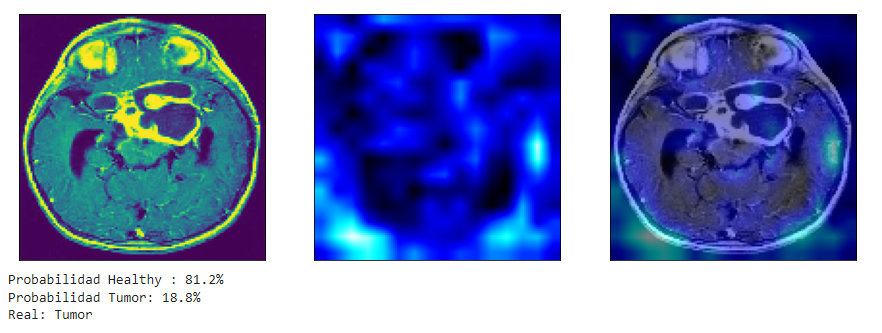 Probabilidad Healthy : 81.2%
Probabilidad Tumor: 18.8%
Real: Tumor